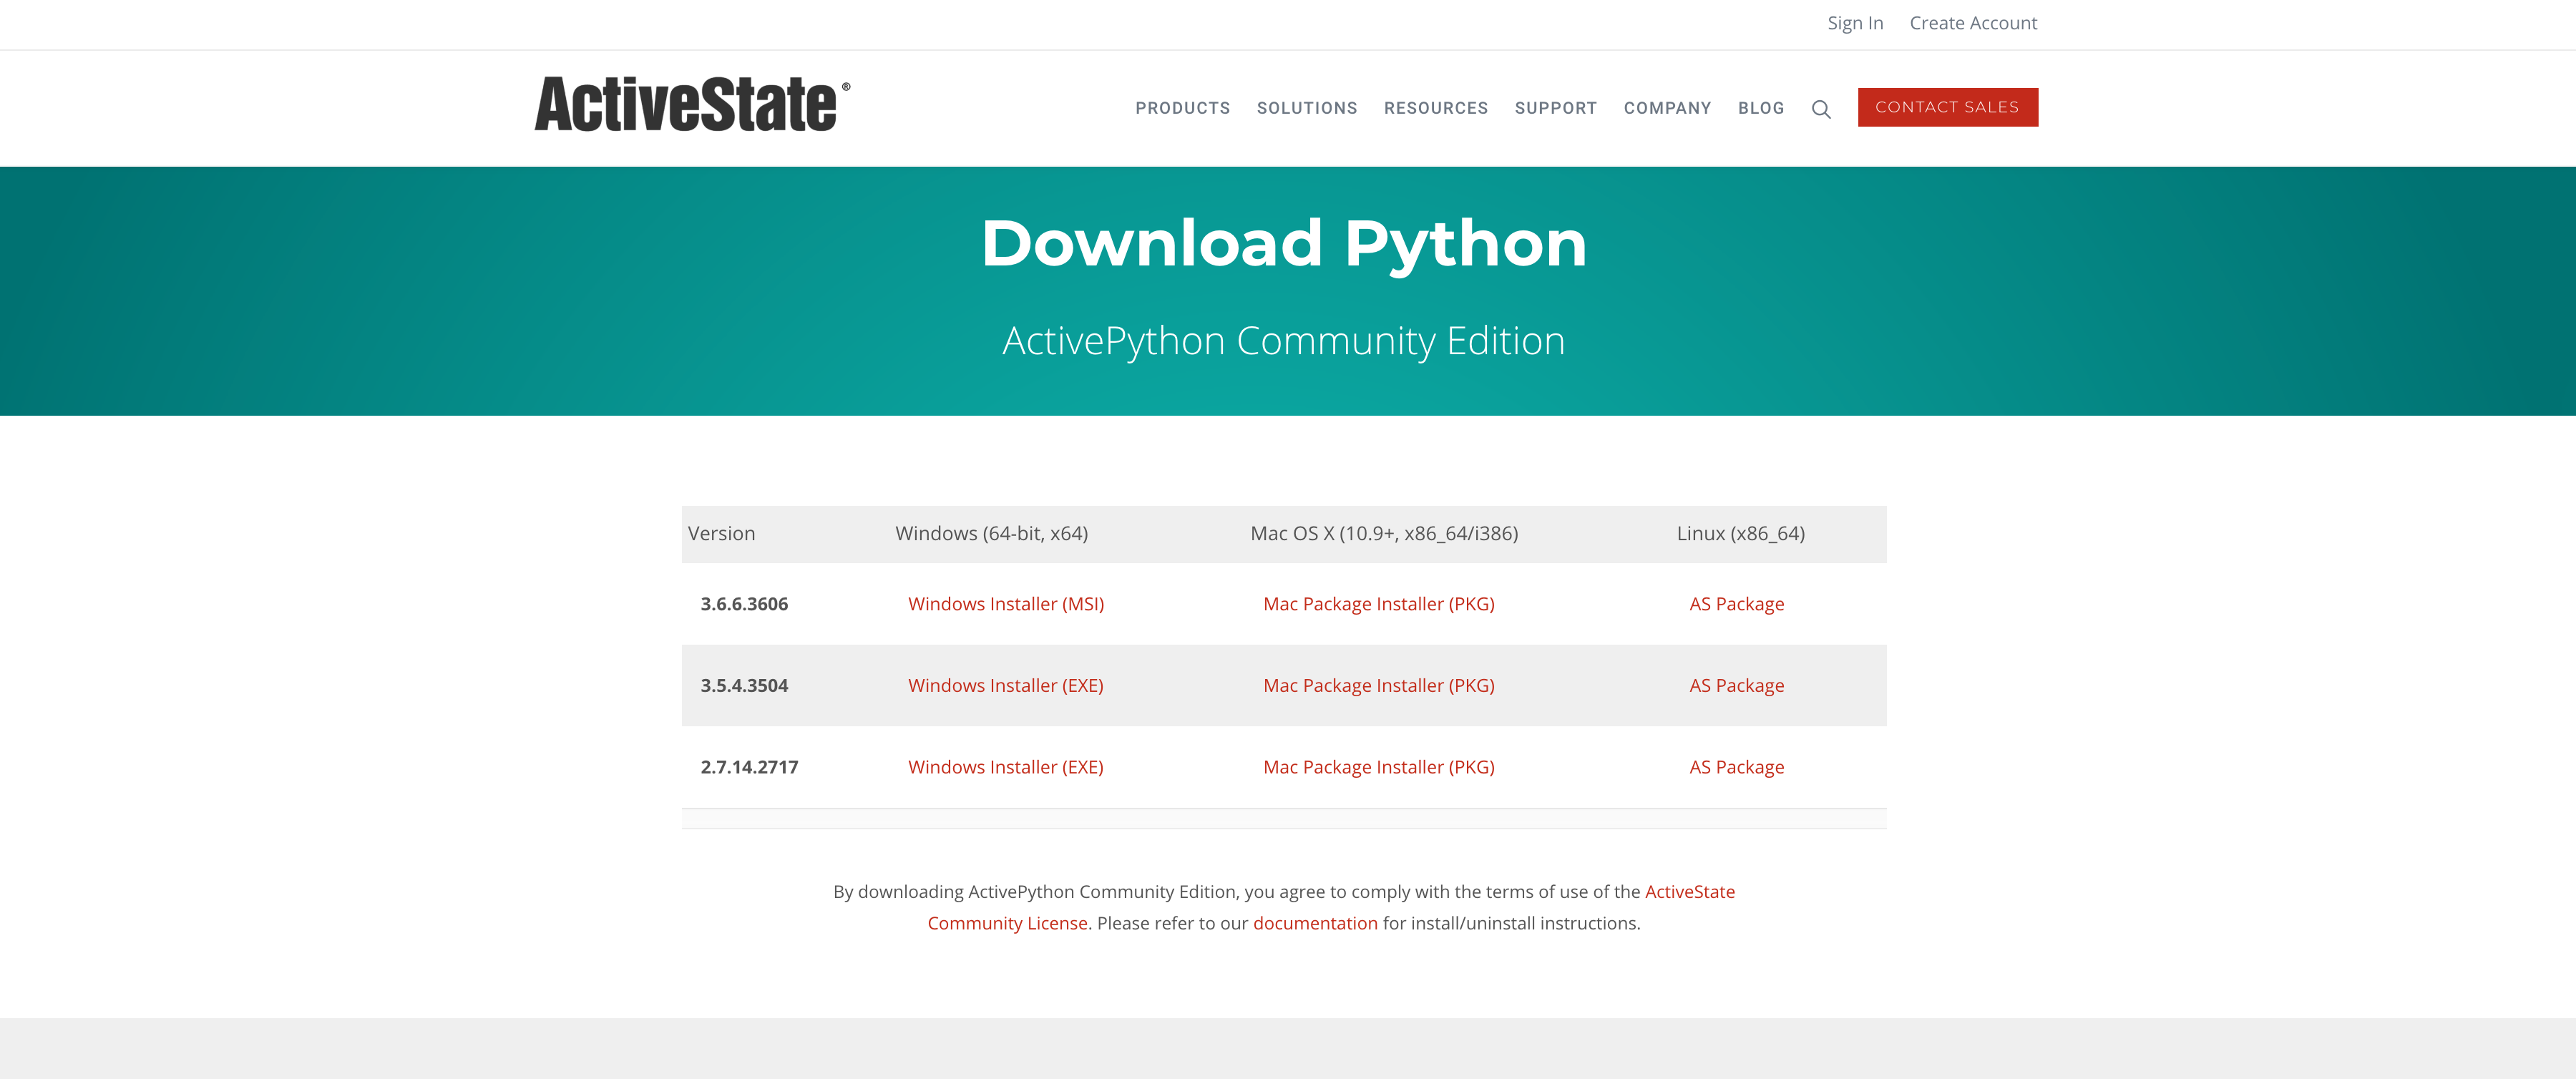 Sign In Create Account
ActiveState®
PRODUCTS SOLUTIONS RESOURCES SUPPORT COMPANY BLOG CONTACT SALES
Download Python
ActivePython Community Edition
Version Windows (64-bit, x64) Mac OS X (10.9+, x86_64/i386) Linux (x86_64)
3.6.6.3606 Windows Installer (MSI) Mac Package Installer (PKG) AS Package
3.5.4.3504 Windows Installer (EXE) Mac Package Installer (PKG) AS Package
2.7.14.2717 Windows Installer (EXE) Mac Package Installer (PKG) AS Package
By downloading ActivePython Community Edition, you agree to comply with the terms of use of the ActiveState
Community License. Please refer to our documentation for install/uninstall instructions.